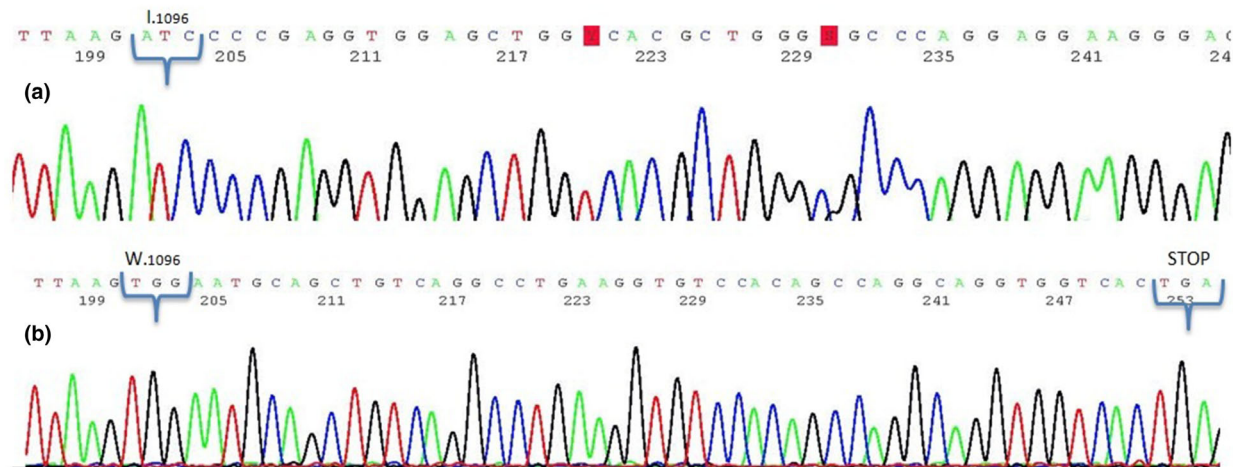 I.1096
T T A A G A T C C C C G A G G T G G A G C T G G C A C G C T G G G G C C C A G G A G G A A G G G A
199 205 211 217 223 229 235 241 24
(a)
W.1096 STOP
T T A A G T G G A A T G C A G C T G T C A G G C C T G A A G G T G T C C A C A G C C A G G C A G G T G G T C A C T G A
199 205 211 217 223 229 235 241 247 253
(b)